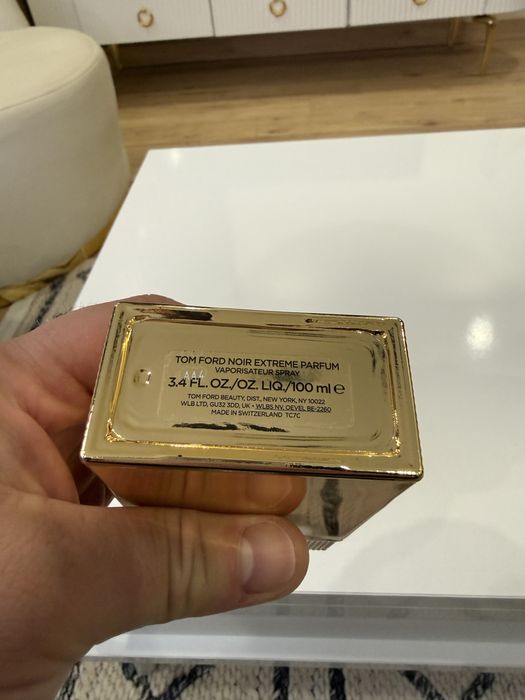 TOM FORD NOIR EXTREME PARFUM
VAPORISATEUR SPRAY
3.4 FL. OZ./OZ. LIQ./100 ml ℮
TOM FORD BEAUTY, DIST., NEW YORK, NY 10022
WLB LTD, GU32 3DD, UK • WLBS NV, OEVEL BE-2260
MADE IN SWITZERLAND TC7C